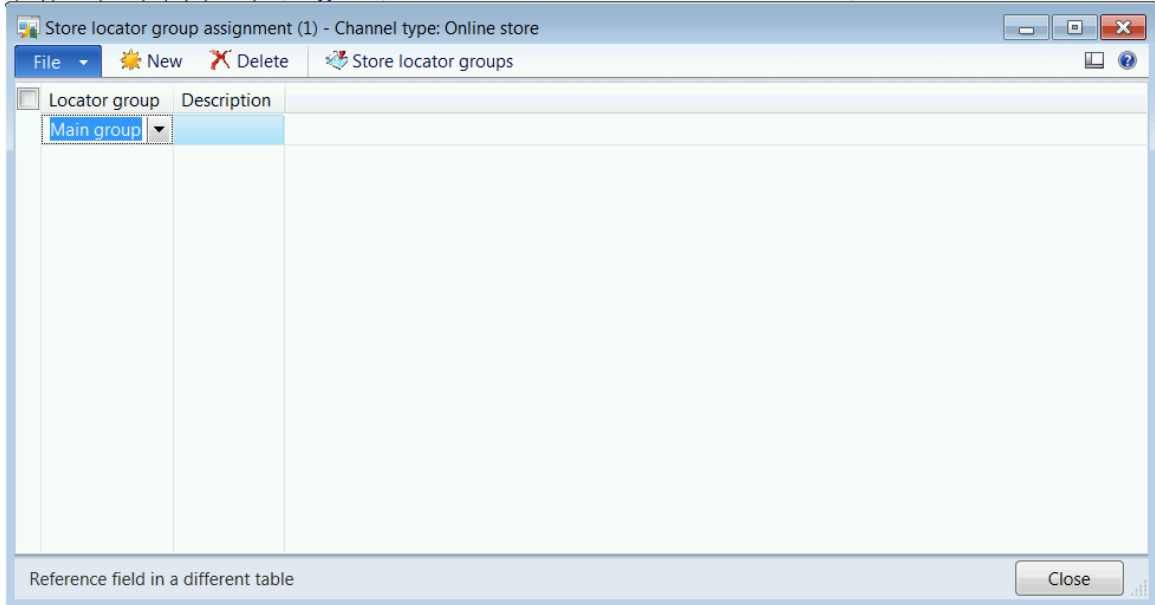 Store locator group assignment (1) - Channel type: Online store
File New Delete Store locator groups
Locator group Description
Main group
Reference field in a different table Close